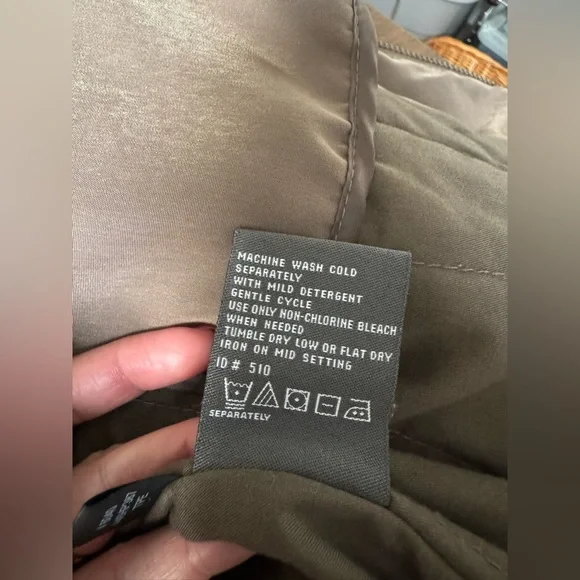 MACHINE WASH COLD
SEPARATELY
WITH MILD DETERGENT
GENTLE CYCLE
USE ONLY NON-CHLORINE BLEACH
WHEN NEEDED
TUMBLE DRY LOW OR FLAT DRY
IRON ON MID SETTING
ID # 510
SEPARATELY